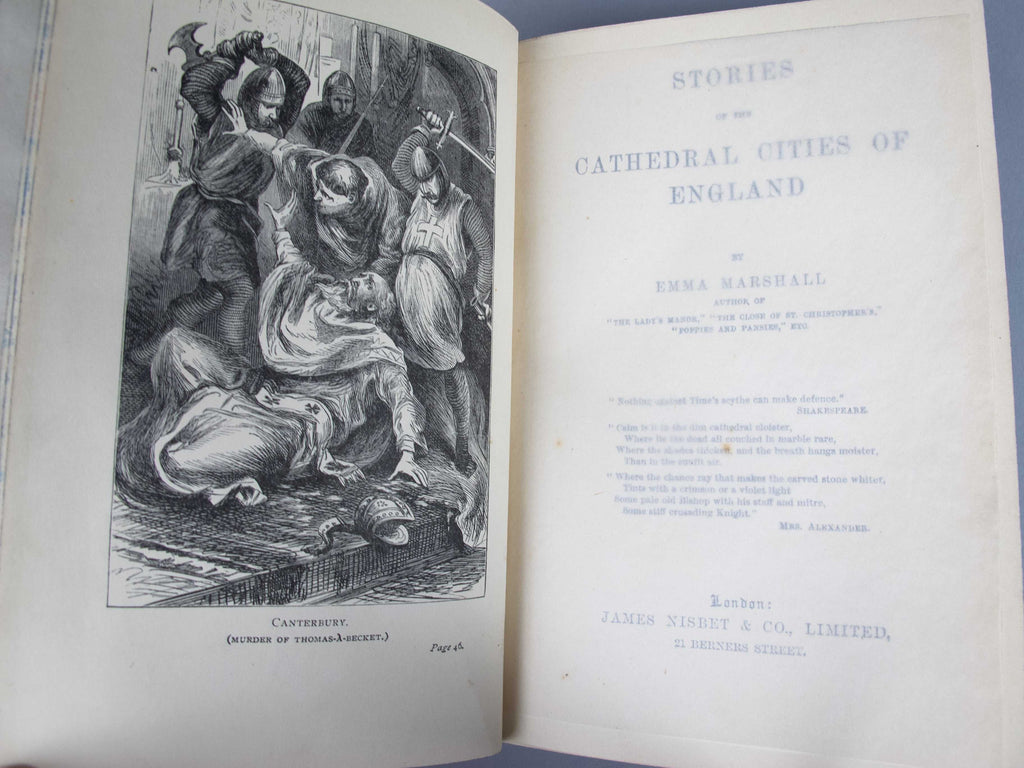 CANTERBURY.
(MURDER OF THOMAS-À-BECKET.)
Page 46.
STORIES
OF THE
CATHEDRAL CITIES OF
ENGLAND
BY
EMMA MARSHALL
AUTHOR OF
"THE LADY'S MANOR," "THE CLOSE OF ST. CHRISTOPHER'S,"
"POPPIES AND PANSIES," ETC.
"Nothing against Time's scythe can make defence."
SHAKESPEARE.
"Calm is it in the dim cathedral cloister,
Where lie the dead all couched in marble rare,
Where the shades thicken, and the breath hangs moister,
Than in the sunlit air.
"Where the chance ray that makes the carved stone whiter,
Tints with a crimson or a violet light
Some pale old Bishop with his staff and mitre,
Some stiff crusading Knight."
MRS. ALEXANDER.
London:
JAMES NISBET & CO., LIMITED,
21 BERNERS STREET.